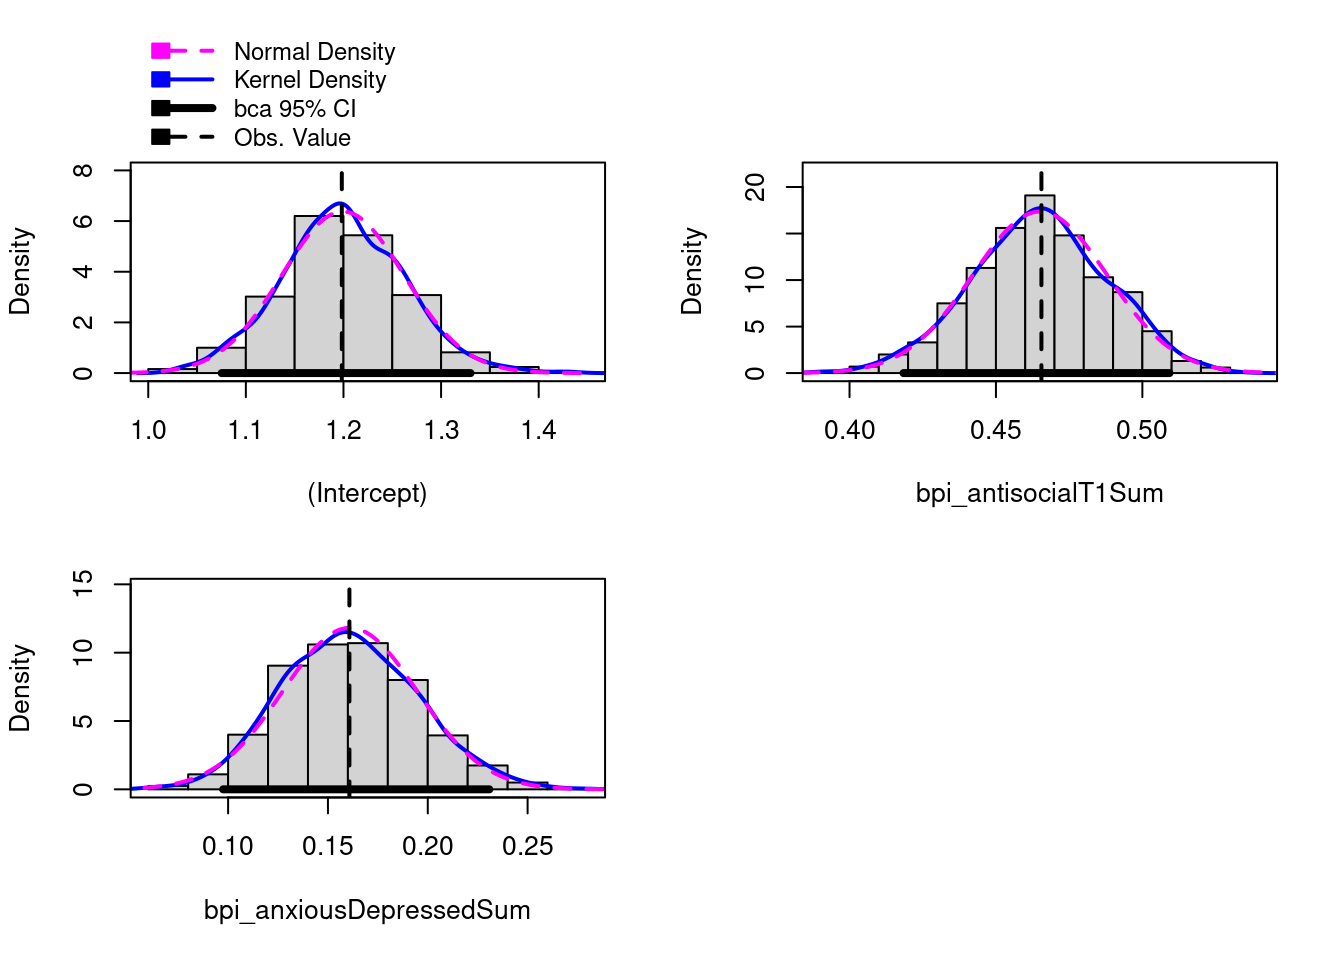 Normal Density
Kernel Density
bca 95% CI
Obs. Value
Density
8
6
4
2
0
1.0 1.1 1.2 1.3 1.4
(Intercept)
Density
20
10
5
0
0.40 0.45 0.50
bpi_antisocialT1Sum
Density
15
10
5
0
0.10 0.15 0.20 0.25
bpi_anxiousDepressedSum